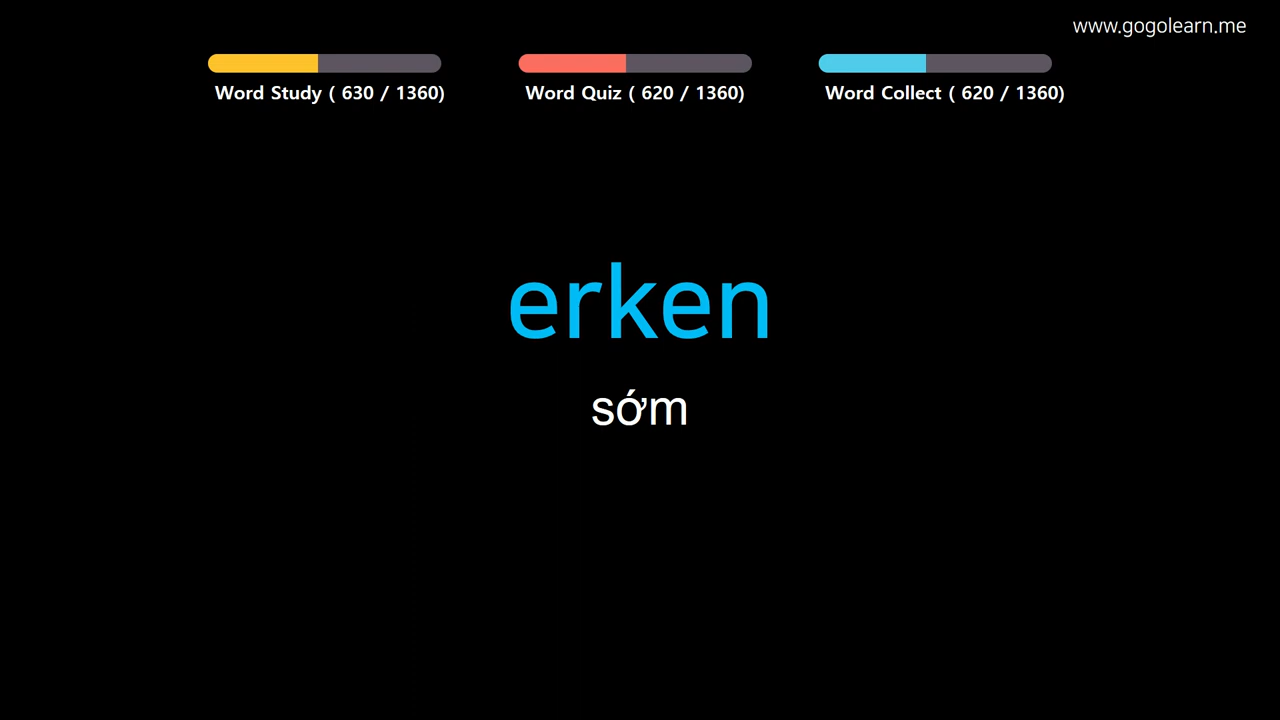 www.gogolearn.me
Word Study ( 630 / 1360)
Word Quiz ( 620 / 1360)
Word Collect ( 620 / 1360)
erken
sớm